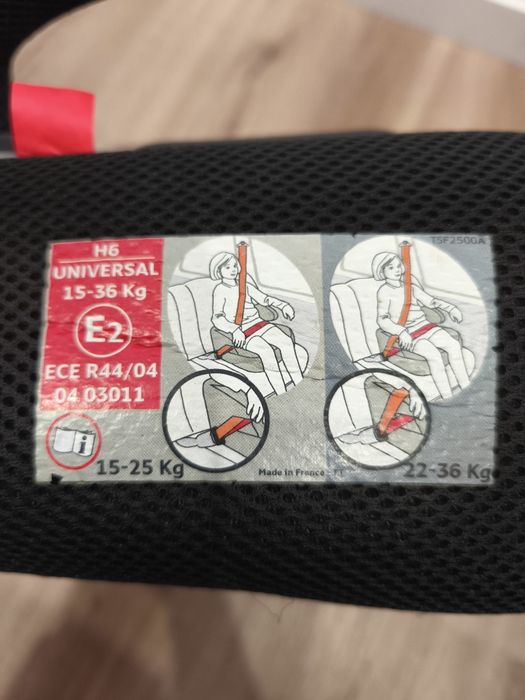 H6
UNIVERSAL
15-36 Kg
E2
ECE R44/04
04 03011
i
15-25 Kg
Made in France
TSF2500A
22-36 Kg